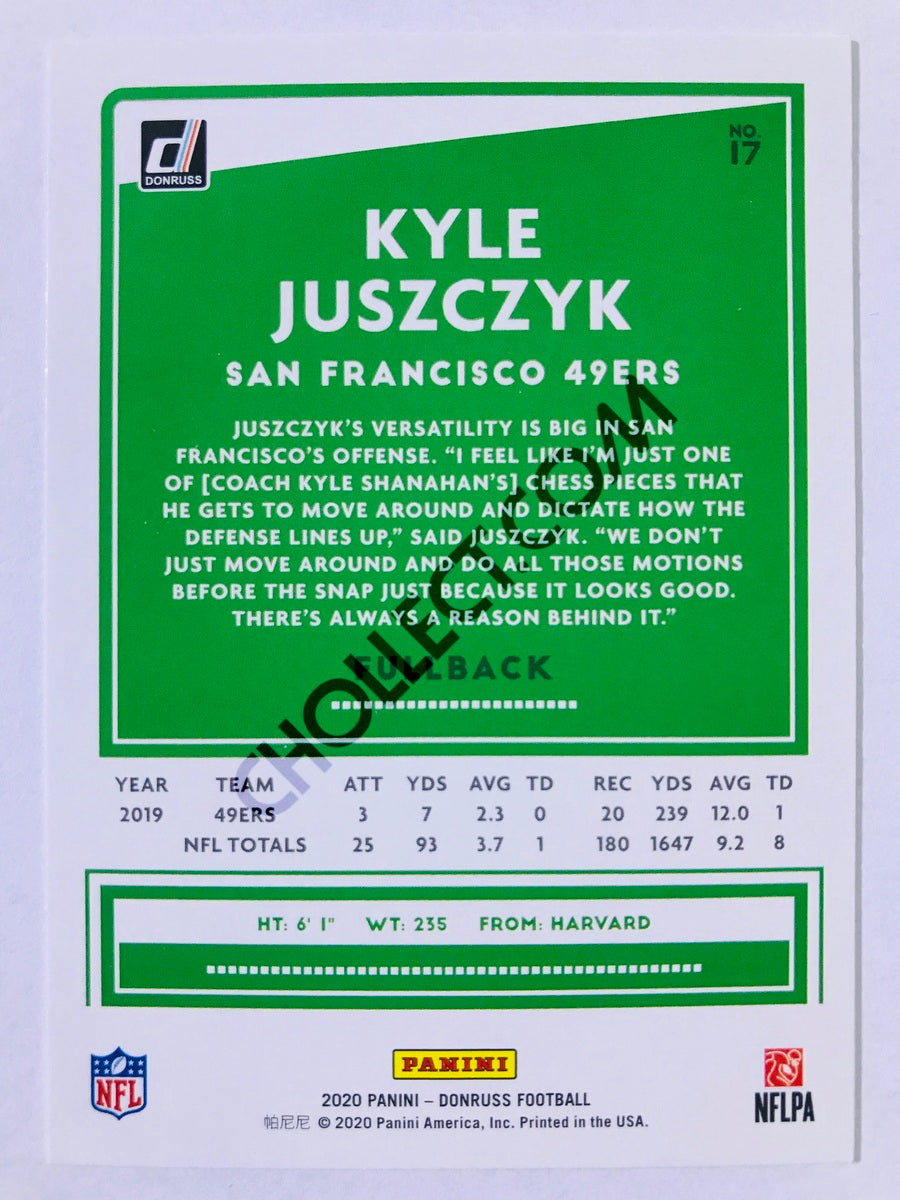 DONRUSS
NO.
17
KYLE
JUSZCZYK
SAN FRANCISCO 49ERS
JUSZCZYK'S VERSATILITY IS BIG IN SAN
FRANCISCO'S OFFENSE. "I FEEL LIKE I'M JUST ONE
OF [COACH KYLE SHANAHAN'S] CHESS PIECES THAT
HE GETS TO MOVE AROUND AND DICTATE HOW THE
DEFENSE LINES UP," SAID JUSZCZYK. "WE DON'T
JUST MOVE AROUND AND DO ALL THOSE MOTIONS
BEFORE THE SNAP JUST BECAUSE IT LOOKS GOOD.
THERE'S ALWAYS A REASON BEHIND IT."
FULLBACK
CHOLLECT.COM
YEAR TEAM ATT YDS AVG TD REC YDS AVG TD
2019 49ERS 3 7 2.3 0 20 239 12.0 1
NFL TOTALS 25 93 3.7 1 180 1647 9.2 8
HT: 6' 1" WT: 235 FROM: HARVARD
NFL
PANINI
2020 PANINI – DONRUSS FOOTBALL
帕尼尼 © 2020 Panini America, Inc. Printed in the USA.
NFLPA